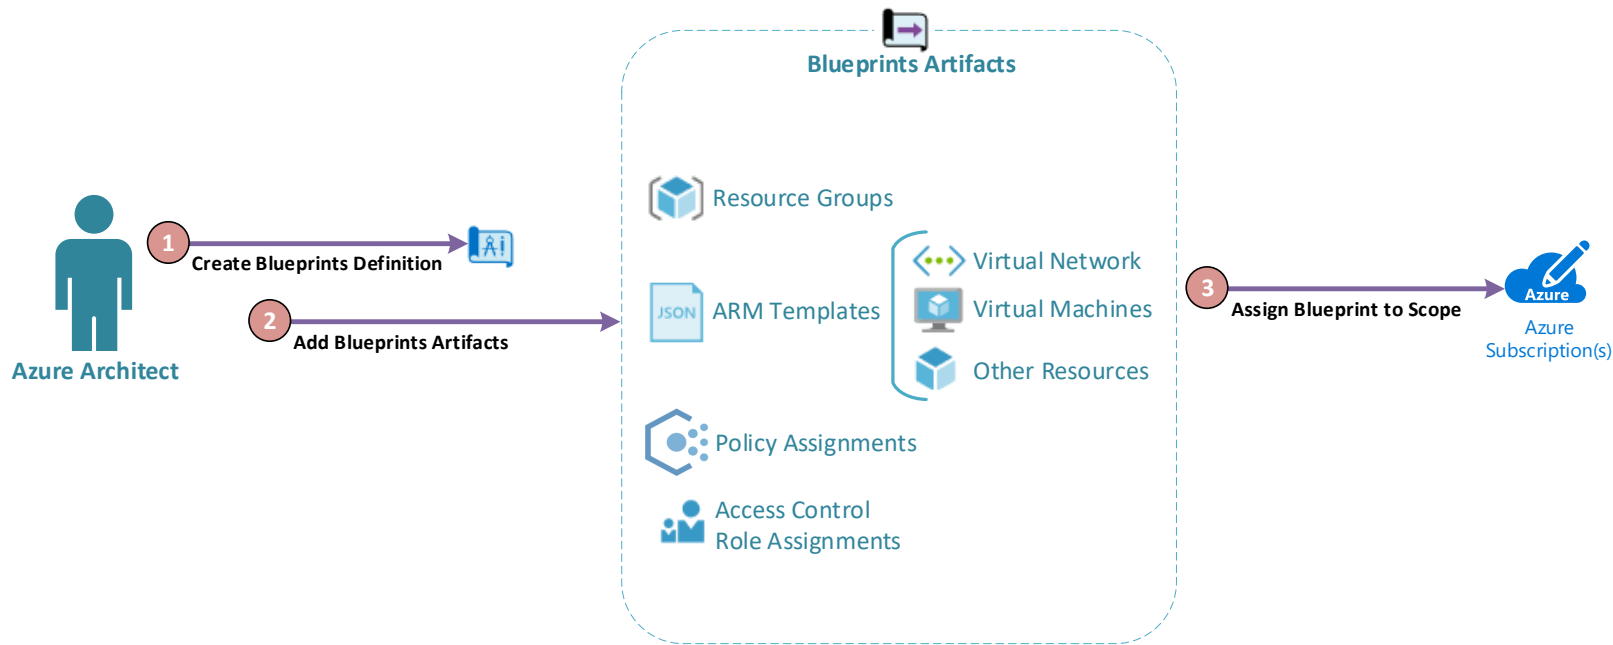 Blueprints Artifacts
Resource Groups
1
Create Blueprints Definition
Virtual Network
3
Assign Blueprint to Scope
Azure
Azure
Subscription(s)
2
Add Blueprints Artifacts
JSON
ARM Templates
Virtual Machines
Other Resources
Azure Architect
Policy Assignments
Access Control
Role Assignments